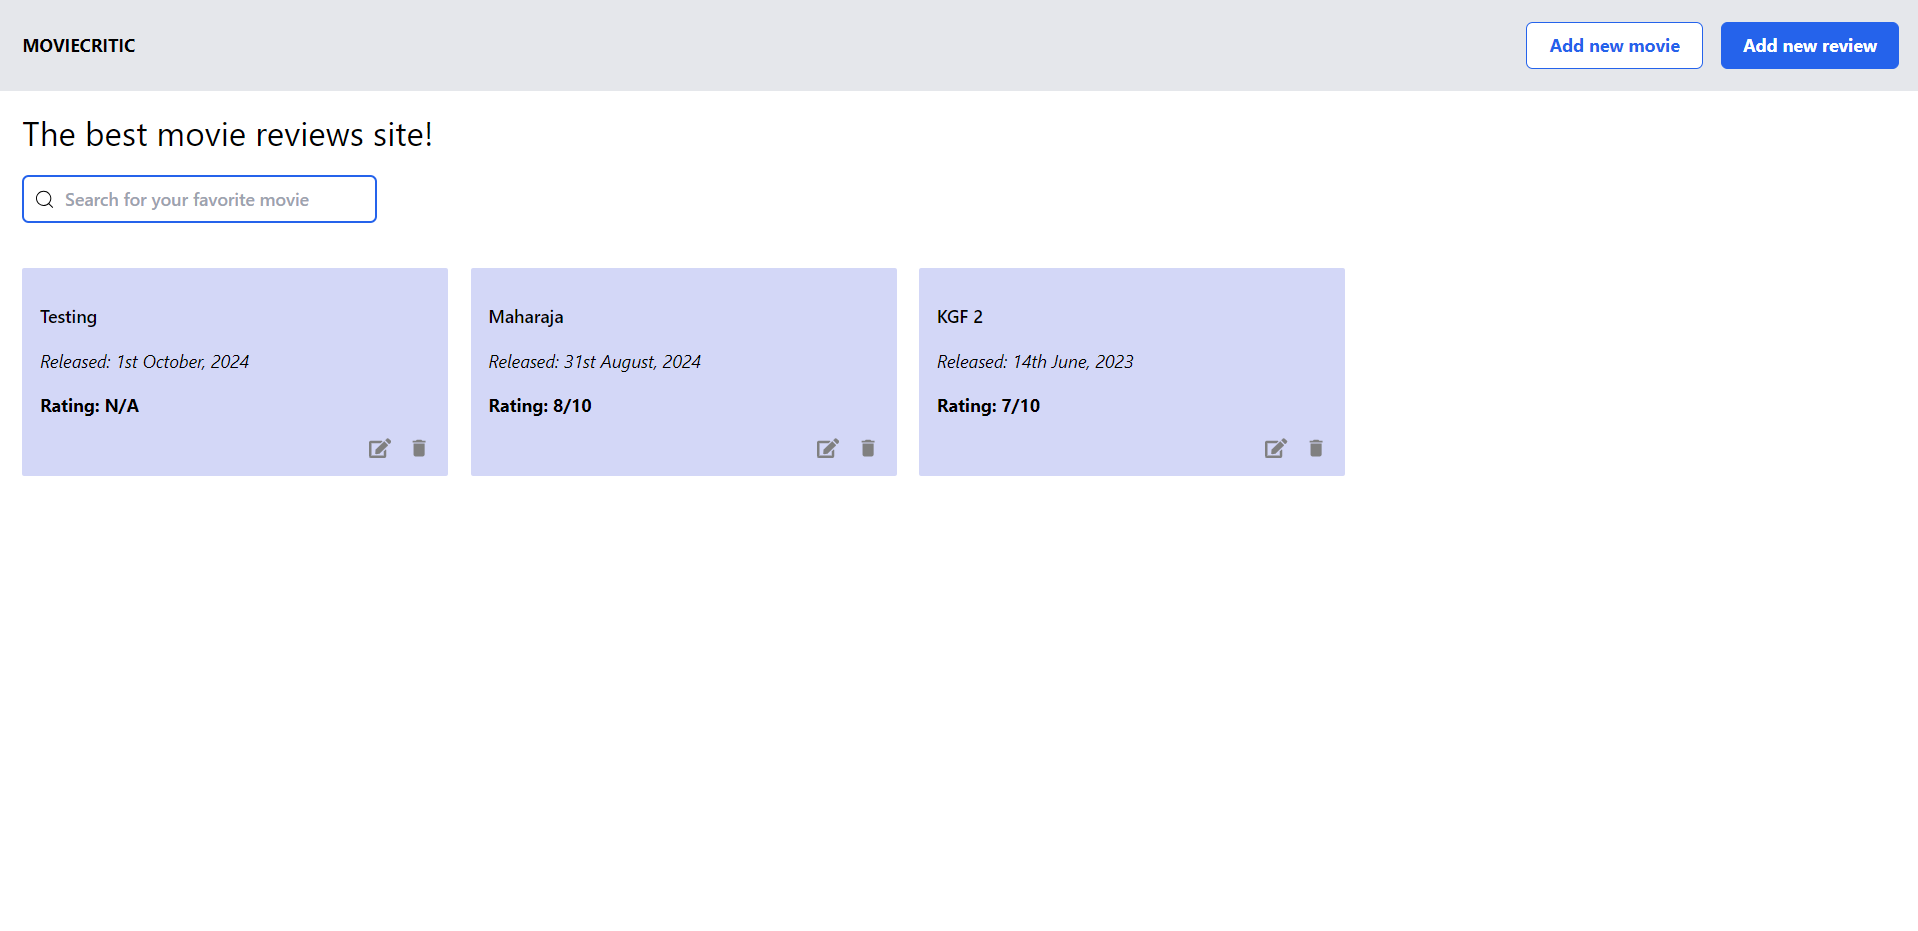 MOVIECRITIC
Add new movie
Add new review
The best movie reviews site!
Search for your favorite movie
Testing
Released: 1st October, 2024
Rating: N/A
Maharaja
Released: 31st August, 2024
Rating: 8/10
KGF 2
Released: 14th June, 2023
Rating: 7/10